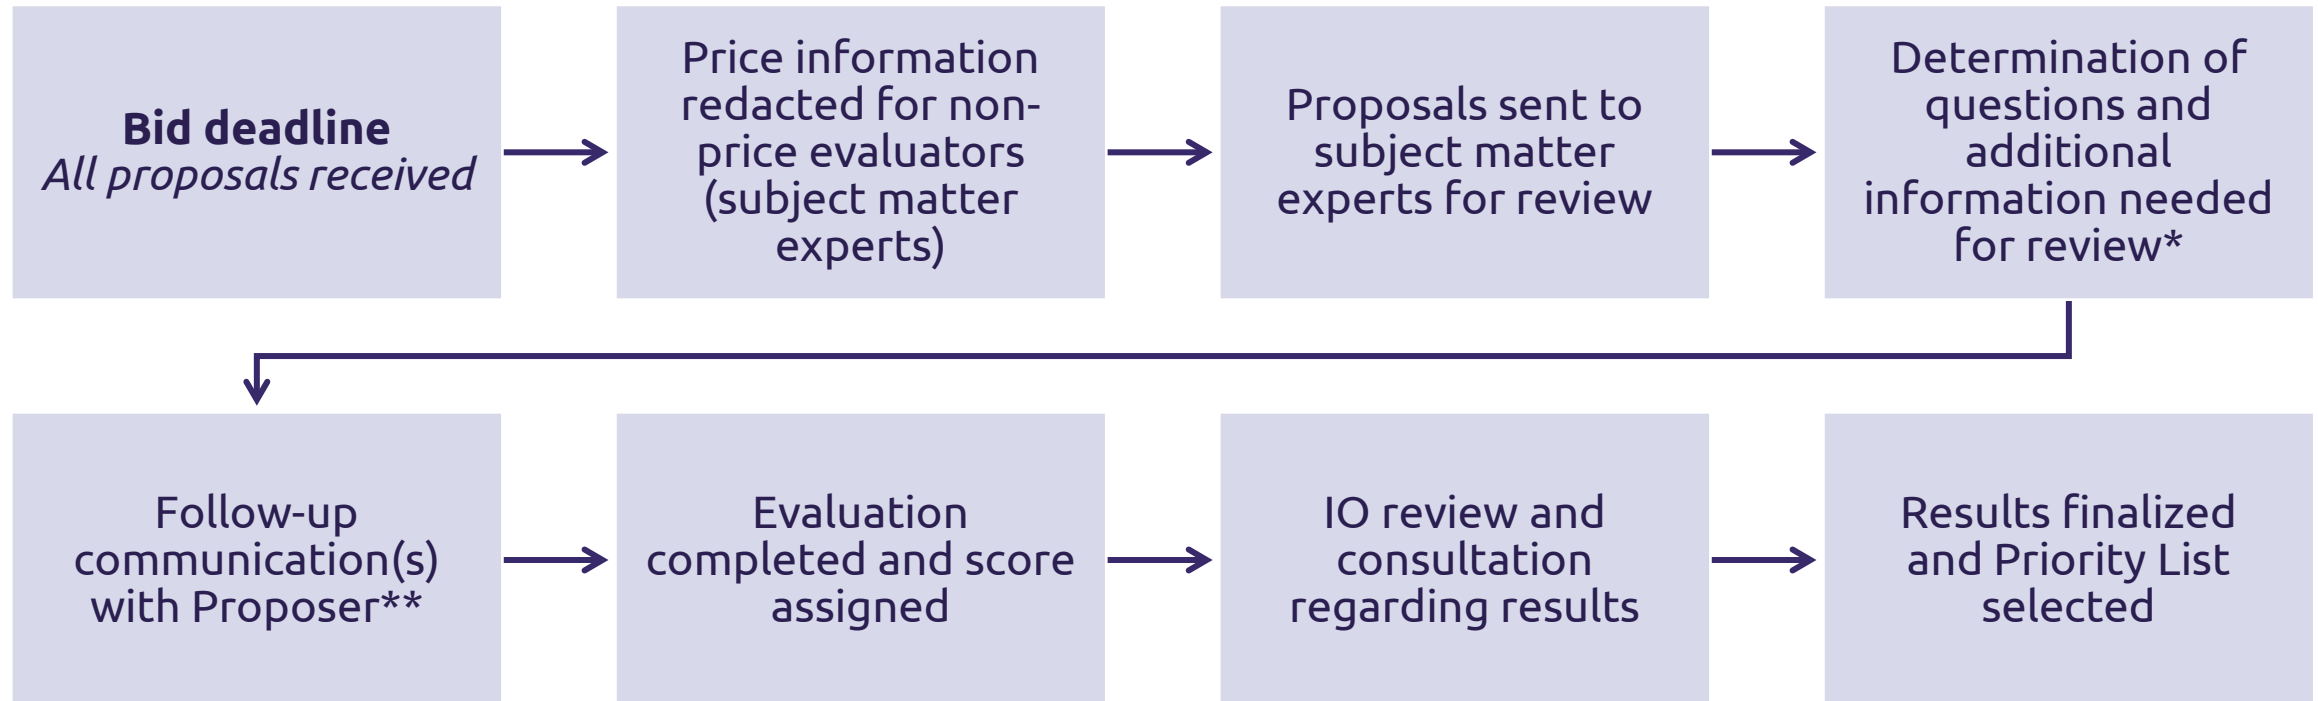 Bid deadline
All proposals received
Price information
redacted for non-
price evaluators
(subject matter
experts)
Proposals sent to
subject matter
experts for review
Determination of
questions and
additional
information needed
for review*
Follow-up
communication(s)
with Proposer**
Evaluation
completed and score
assigned
IO review and
consultation
regarding results
Results finalized
and Priority List
selected